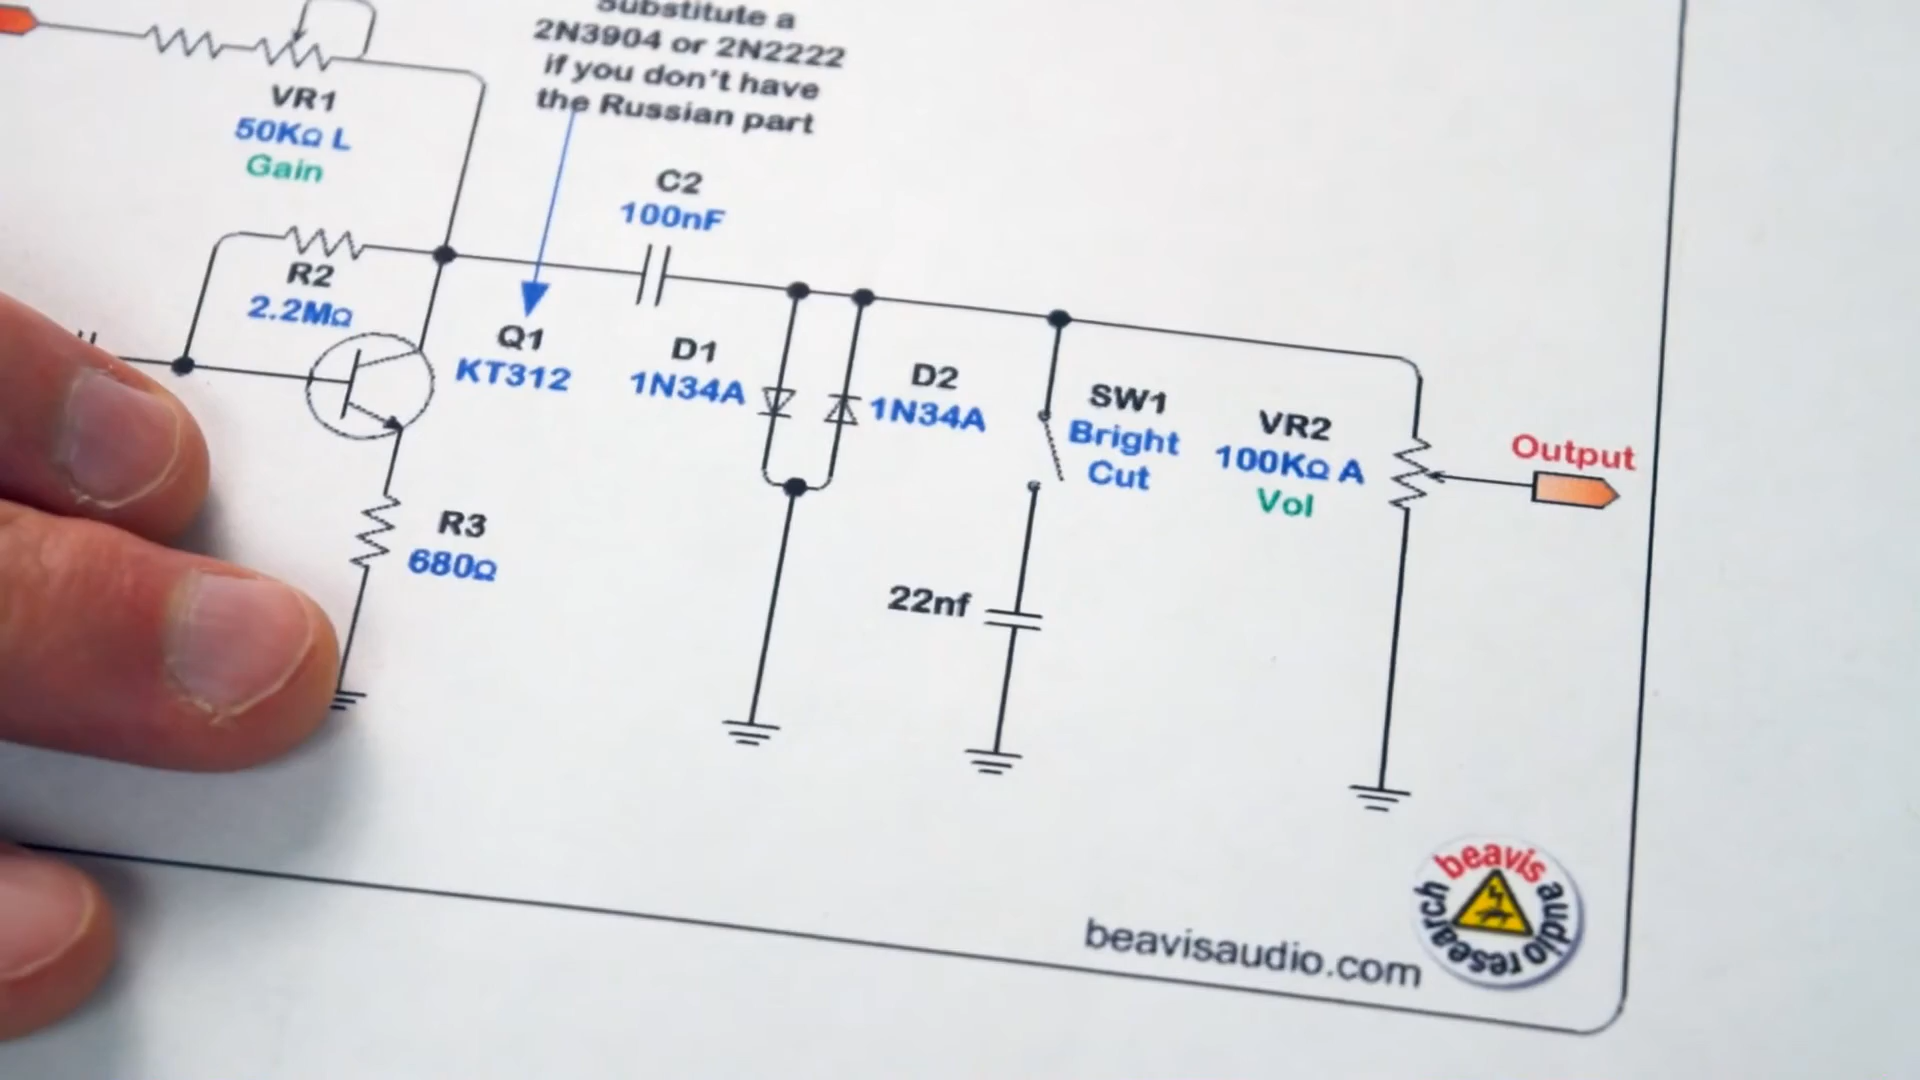 Substitute a
2N3904 or 2N2222
if you don't have
the Russian part
VR1
50KΩ L
Gain
C2
100nF
R2
2.2MΩ
Q1
KT312
D1
1N34A
D2
1N34A
SW1
Bright
Cut
VR2
100KΩ A
Vol
Output
R3
680Ω
22nf
beavisaudio.com
beavis audio research